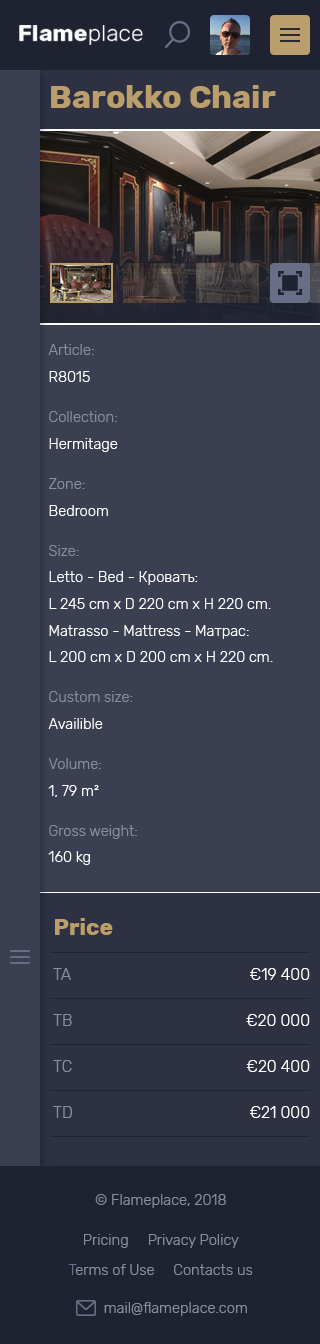 Flameplace
Barokko Chair
Article:
R8015
Collection:
Hermitage
Zone:
Bedroom
Size:
Letto - Bed - Кровать:
L 245 cm x D 220 cm x H 220 cm.
Matrasso - Mattress - Матрас:
L 200 cm x D 200 cm x H 220 cm.
Custom size:
Availible
Volume:
1, 79 m²
Gross weight:
160 kg
Price
TA €19 400
TB €20 000
TC €20 400
TD €21 000
© Flameplace, 2018
Pricing Privacy Policy
Terms of use Contacts us
mail@flameplace.com